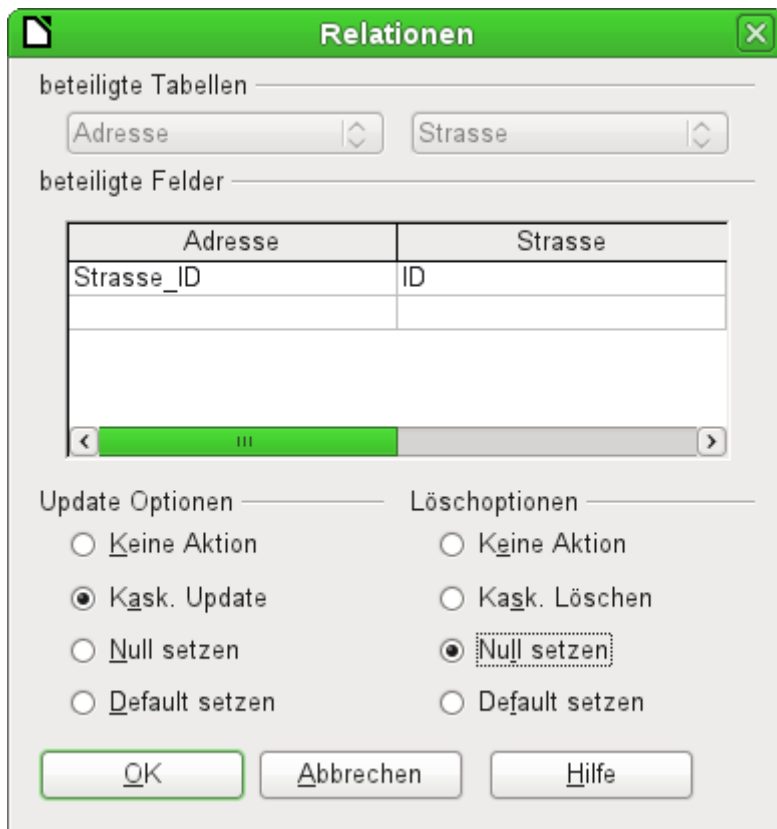 Relationen
beteiligte Tabellen
Adresse Strasse
beteiligte Felder
Adresse Strasse
Strasse_ID ID
Update Optionen Löschoptionen
Keine Aktion Keine Aktion
Kask. Update Kask. Löschen
Null setzen Null setzen
Default setzen Default setzen
OK Abbrechen Hilfe